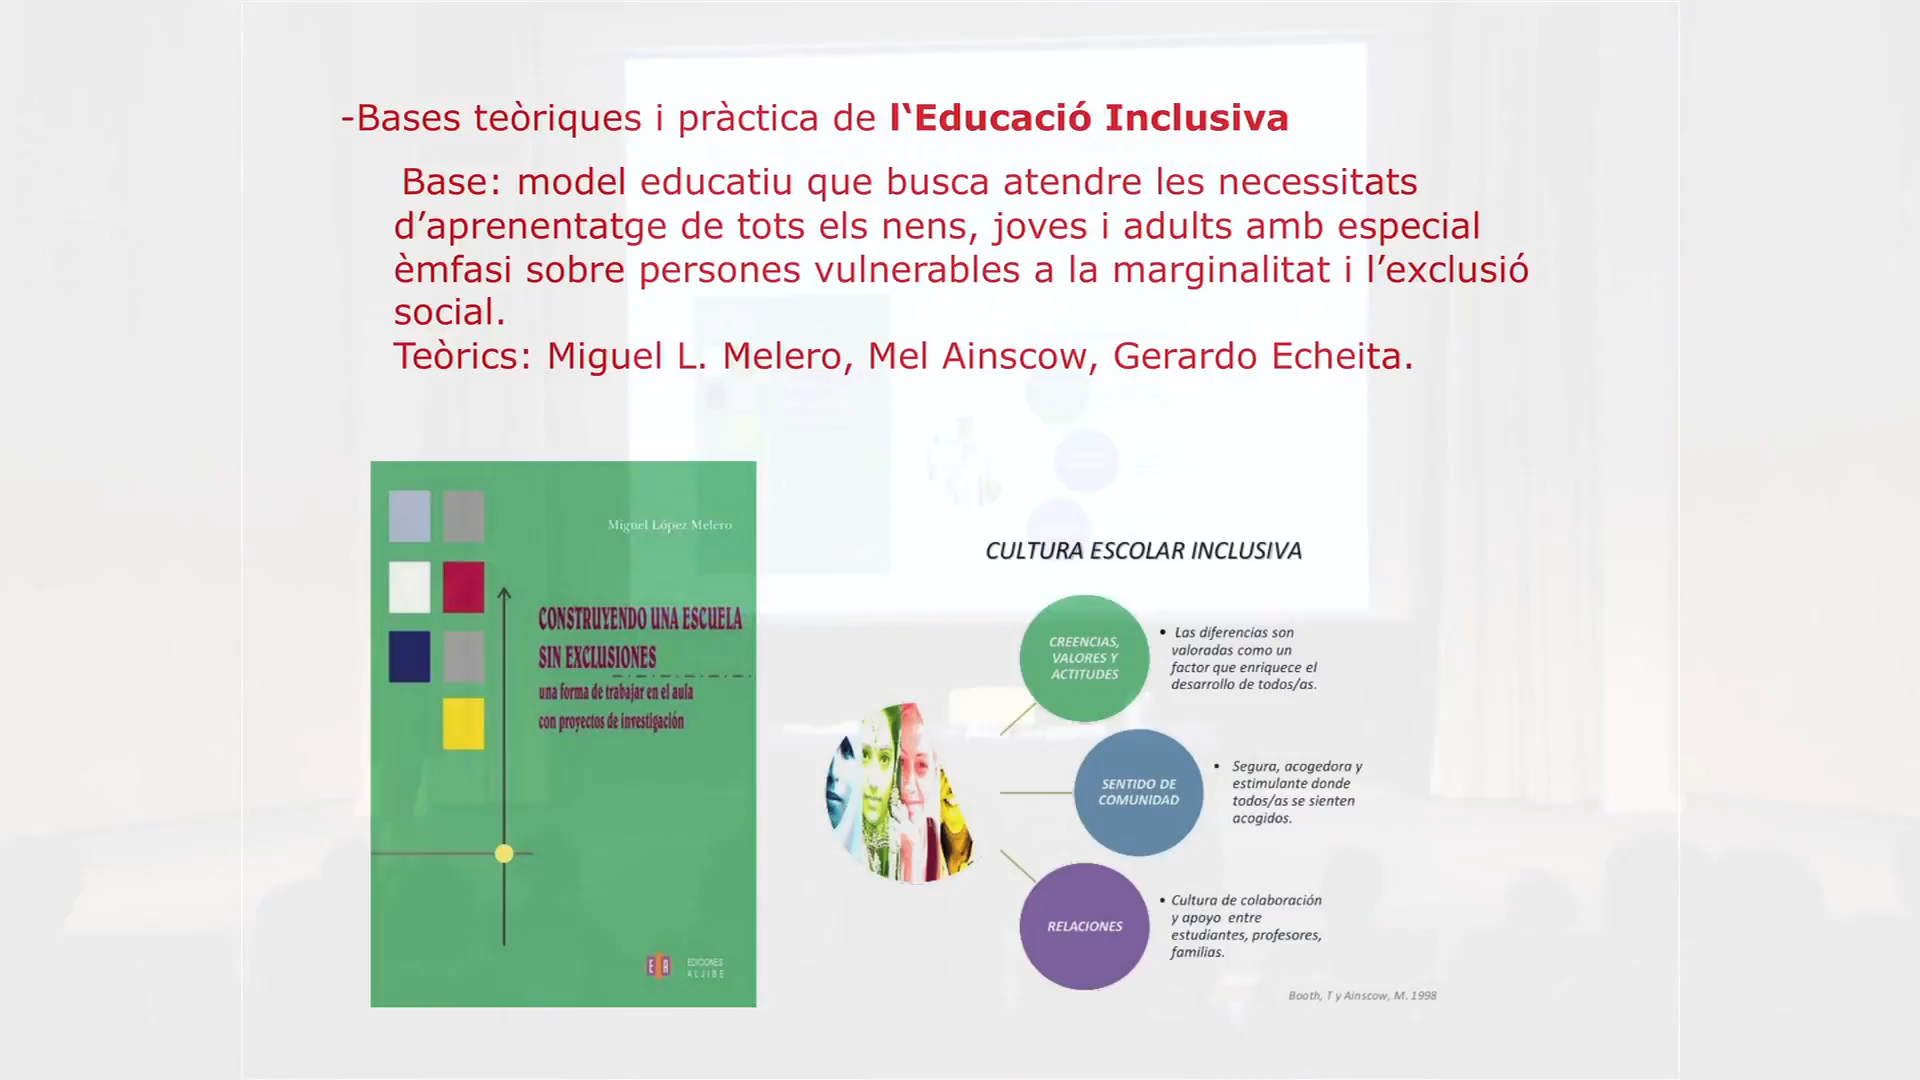 -Bases teòriques i pràctica de l‘Educació Inclusiva
Base: model educatiu que busca atendre les necessitats
d’aprenentatge de tots els nens, joves i adults amb especial
èmfasi sobre persones vulnerables a la marginalitat i l’exclusió
social.
Teòrics: Miguel L. Melero, Mel Ainscow, Gerardo Echeita.
Miguel López Melero
CONSTRUYENDO UNA ESCUELA
SIN EXCLUSIONES
una forma de trabajar en el aula
con proyectos de investigación
EA
EDICIONES
ALJIBE
CULTURA ESCOLAR INCLUSIVA
CREENCIAS,
VALORES Y
ACTITUDES
• Las diferencias son
valoradas como un
factor que enriquece el
desarrollo de todos/as.
SENTIDO DE
COMUNIDAD
• Segura, acogedora y
estimulante donde
todos/as se sienten
acogidos.
RELACIONES
• Cultura de colaboración
y apoyo entre
estudiantes, profesores,
familias.
Booth, T y Ainscow, M. 1998